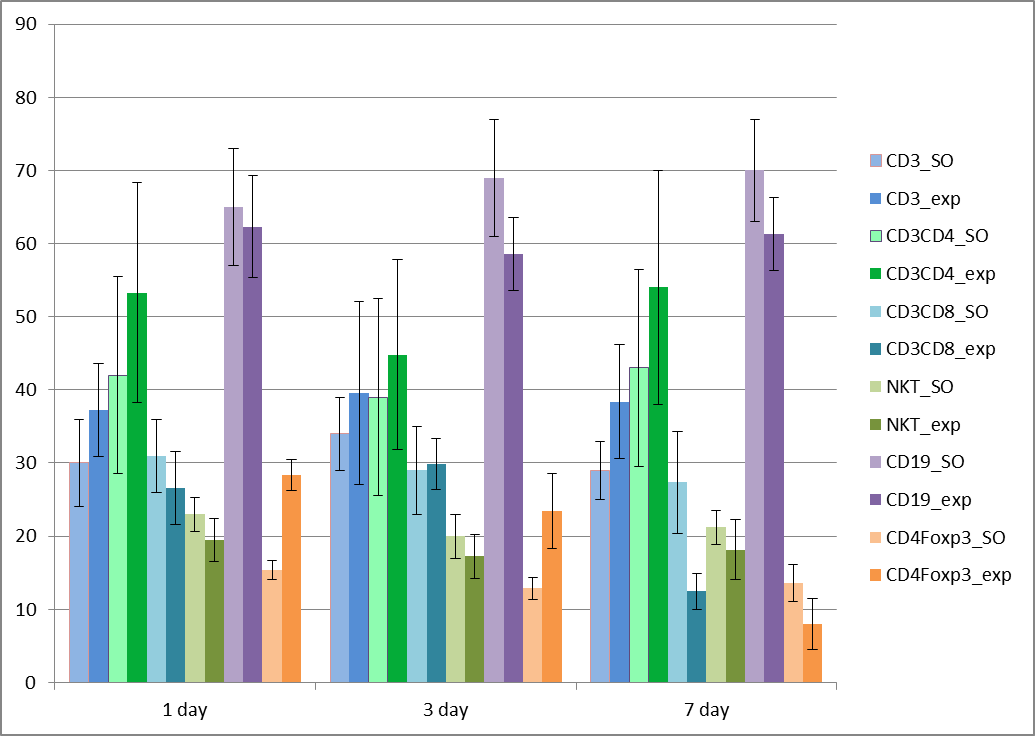 90
80
70
60
50
40
30
20
10
0
1 day
3 day
7 day
CD3_SO
CD3_exp
CD3CD4_SO
CD3CD4_exp
CD3CD8_SO
CD3CD8_exp
NKT_SO
NKT_exp
CD19_SO
CD19_exp
CD4Foxp3_SO
CD4Foxp3_exp